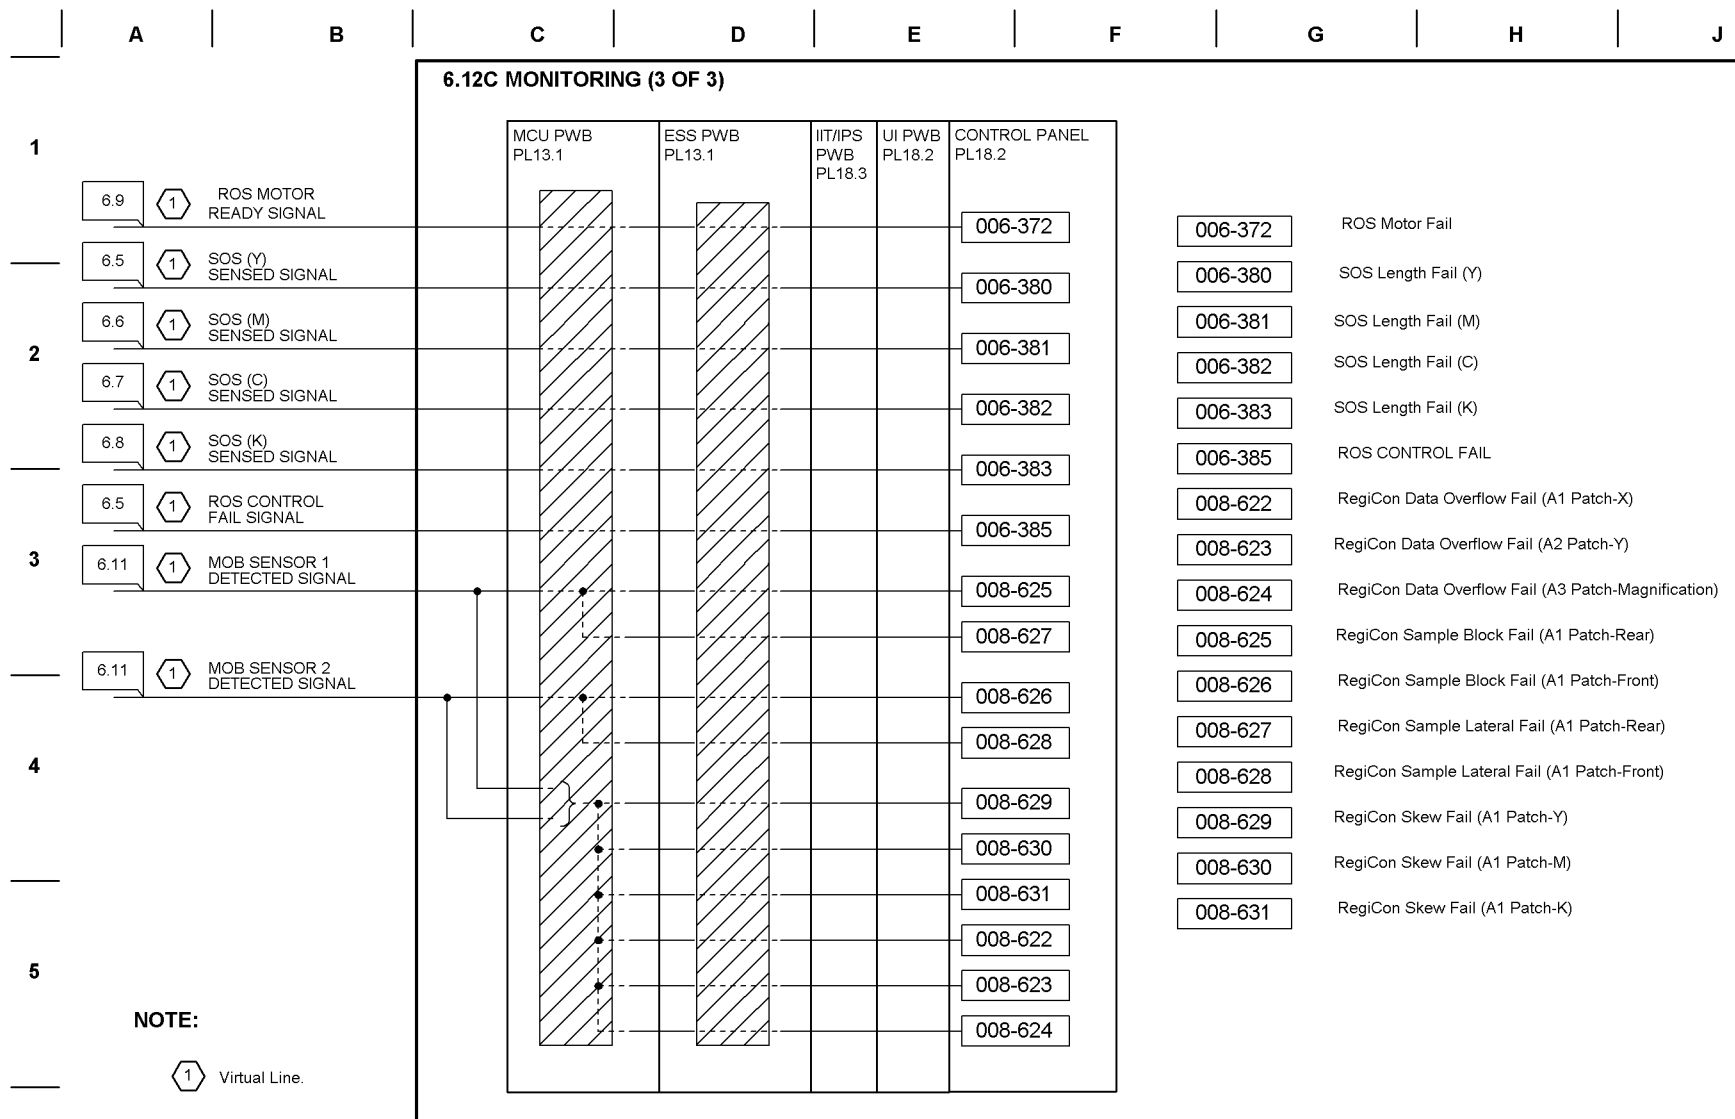 A B C D E F G H J
6.12C MONITORING (3 OF 3)
1
2
3
4
5
MCU PWB
PL13.1
ESS PWB
PL13.1
IIT/IPS
PWB
PL18.3
UI PWB
PL18.2
CONTROL PANEL
PL18.2
6.9
1
ROS MOTOR
READY SIGNAL
6.5
1
SOS (Y)
SENSED SIGNAL
6.6
1
SOS (M)
SENSED SIGNAL
6.7
1
SOS (C)
SENSED SIGNAL
6.8
1
SOS (K)
SENSED SIGNAL
6.5
1
ROS CONTROL
FAIL SIGNAL
6.11
1
MOB SENSOR 1
DETECTED SIGNAL
6.11
1
MOB SENSOR 2
DETECTED SIGNAL
006-372
006-380
006-381
006-382
006-383
006-385
008-625
008-627
008-626
008-628
008-629
008-630
008-631
008-622
008-623
008-624
006-372 ROS Motor Fail
006-380 SOS Length Fail (Y)
006-381 SOS Length Fail (M)
006-382 SOS Length Fail (C)
006-383 SOS Length Fail (K)
006-385 ROS CONTROL FAIL
008-622 RegiCon Data Overflow Fail (A1 Patch-X)
008-623 RegiCon Data Overflow Fail (A2 Patch-Y)
008-624 RegiCon Data Overflow Fail (A3 Patch-Magnification)
008-625 RegiCon Sample Block Fail (A1 Patch-Rear)
008-626 RegiCon Sample Block Fail (A1 Patch-Front)
008-627 RegiCon Sample Lateral Fail (A1 Patch-Rear)
008-628 RegiCon Sample Lateral Fail (A1 Patch-Front)
008-629 RegiCon Skew Fail (A1 Patch-Y)
008-630 RegiCon Skew Fail (A1 Patch-M)
008-631 RegiCon Skew Fail (A1 Patch-K)
NOTE:
1 Virtual Line.